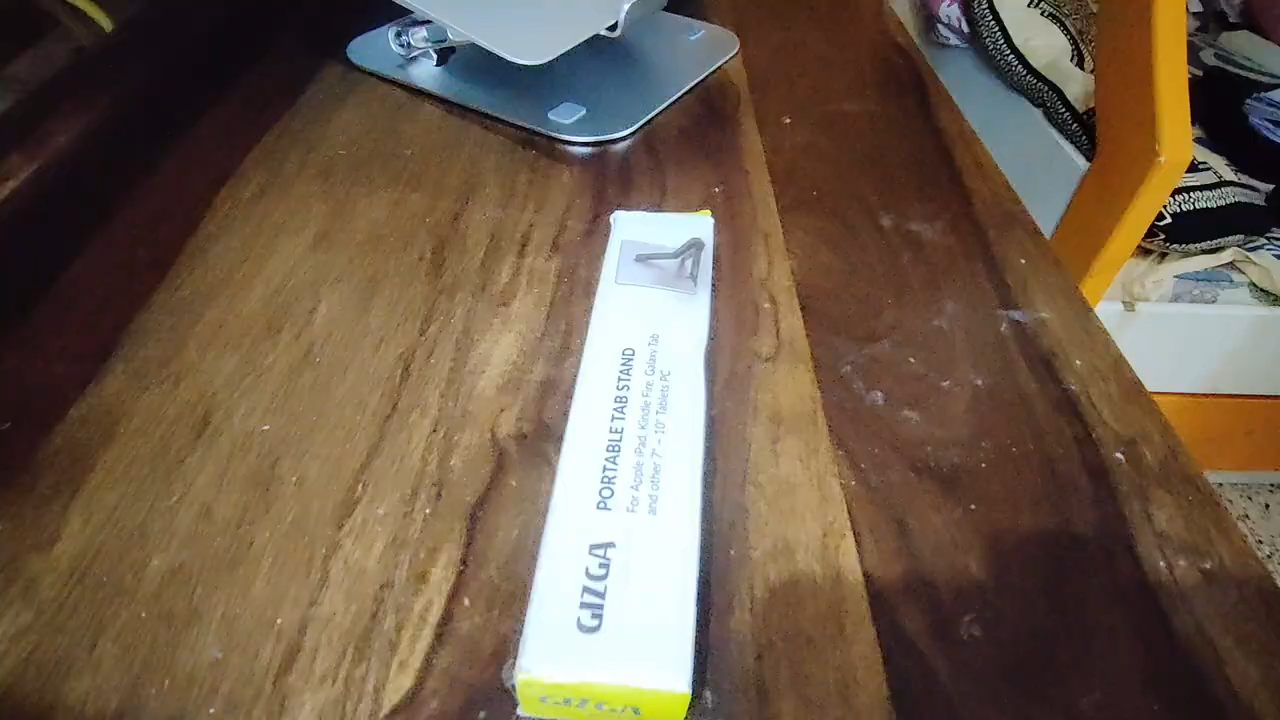 GIZGA
PORTABLE TAB STAND
For Apple iPad, Kindle Fire, Galaxy Tab
and other 7" - 10" Tablets PC
GIZGA